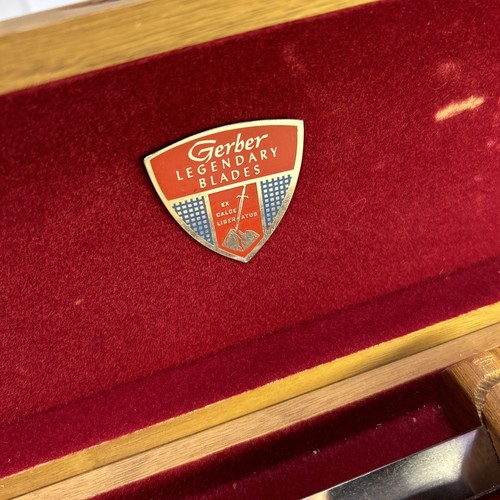 Gerber
LEGENDARY
BLADES
EX
CALCE
LIBERATUS